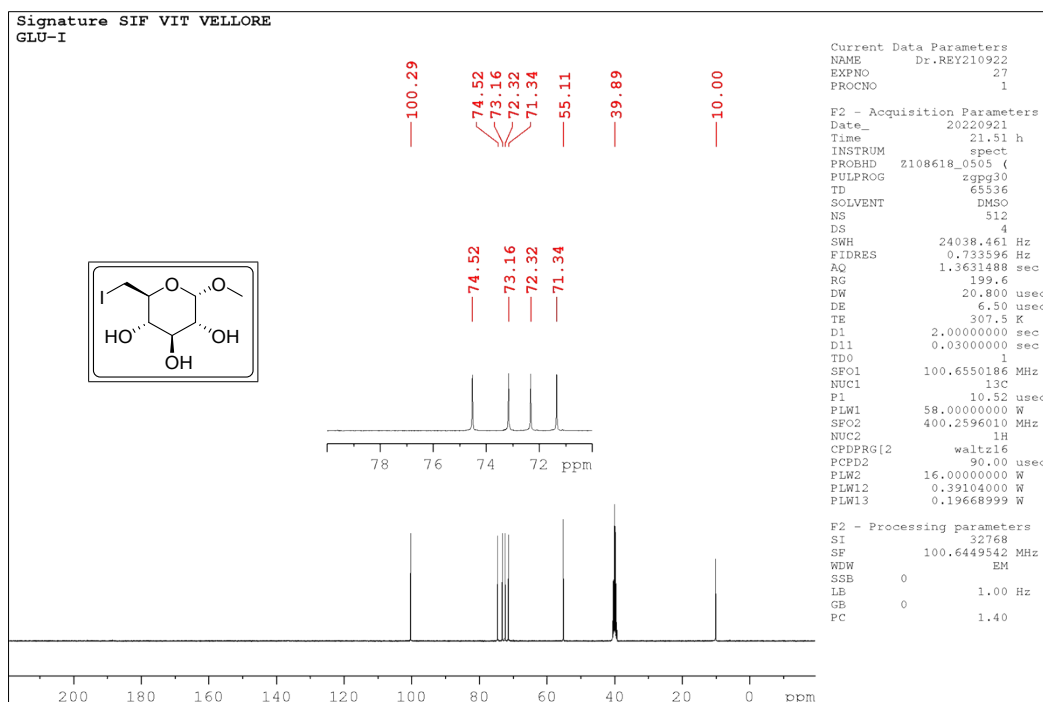 Signature SIF VIT VELLORE
GLU-I
100.29
74.52
73.16
72.32
71.34
55.11
39.89
10.00
74.52
73.16
72.32
71.34
I
O
O
HO
OH
OH
78 76 74 72 ppm
200 180 160 140 120 100 80 60 40 20 0 ppm
Current Data Parameters
NAME Dr.REY210922
EXPNO 27
PROCNO 1
F2 - Acquisition Parameters
Date_ 20220921
Time 21.51 h
INSTRUM spect
PROBHD Z108618_0505 (
PULPROG zgpg30
TD 65536
SOLVENT DMSO
NS 512
DS 4
SWH 24038.461 Hz
FIDRES 0.733596 Hz
AQ 1.3631488 sec
RG 199.6
DW 20.800 usec
DE 6.50 usec
TE 307.5 K
D1 2.00000000 sec
D11 0.03000000 sec
TD0 1
SFO1 100.6550186 MHz
NUC1 13C
P1 10.52 usec
PLW1 58.00000000 W
SFO2 400.2596010 MHz
NUC2 1H
CPDPRG[2 waltz16
PCPD2 90.00 usec
PLW2 16.00000000 W
PLW12 0.39104000 W
PLW13 0.19668999 W
F2 - Processing parameters
SI 32768
SF 100.6449542 MHz
WDW EM
SSB 0
LB 1.00 Hz
GB 0
PC 1.40